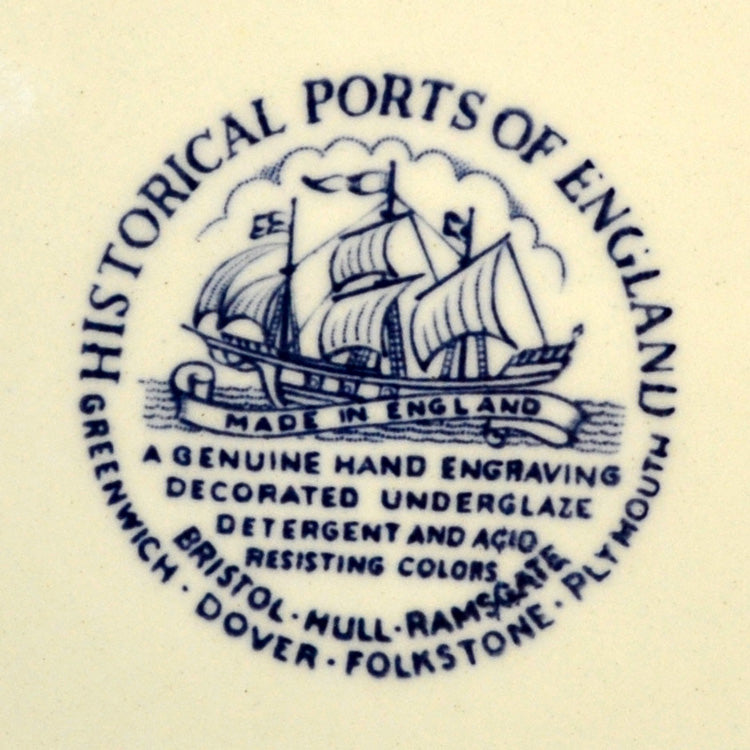 HISTORICAL PORTS OF ENGLAND
MADE IN ENGLAND
A GENUINE HAND ENGRAVING
DECORATED UNDERGLAZE
DETERGENT AND ACID
RESISTING COLORS
BRISTOL · HULL · RAMSGATE
GREENWICH · DOVER · FOLKSTONE · PLYMOUTH